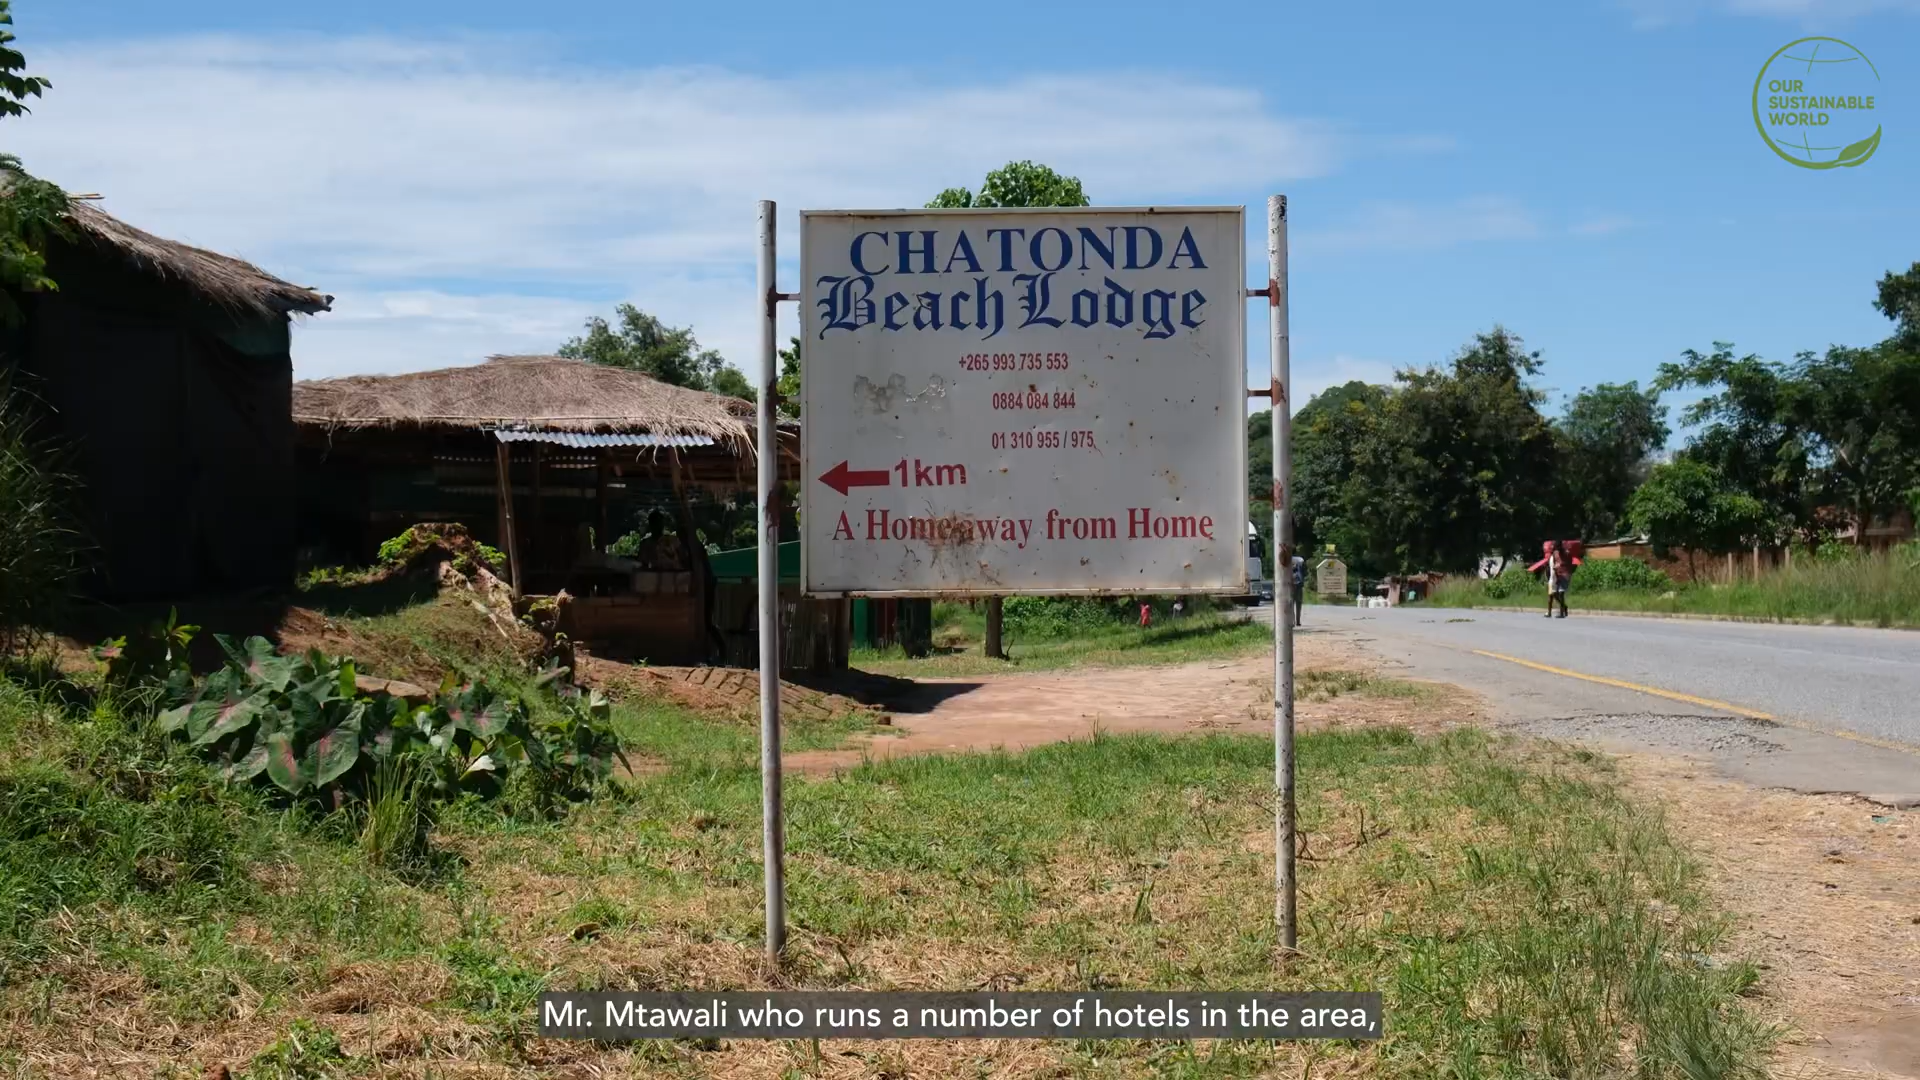 OUR
SUSTAINABLE
WORLD
CHATONDA
Beach Lodge
+265 993 735 553
0884 084 844
01 310 955 / 975
1km
A Home away from Home
Mr. Mtawali who runs a number of hotels in the area,